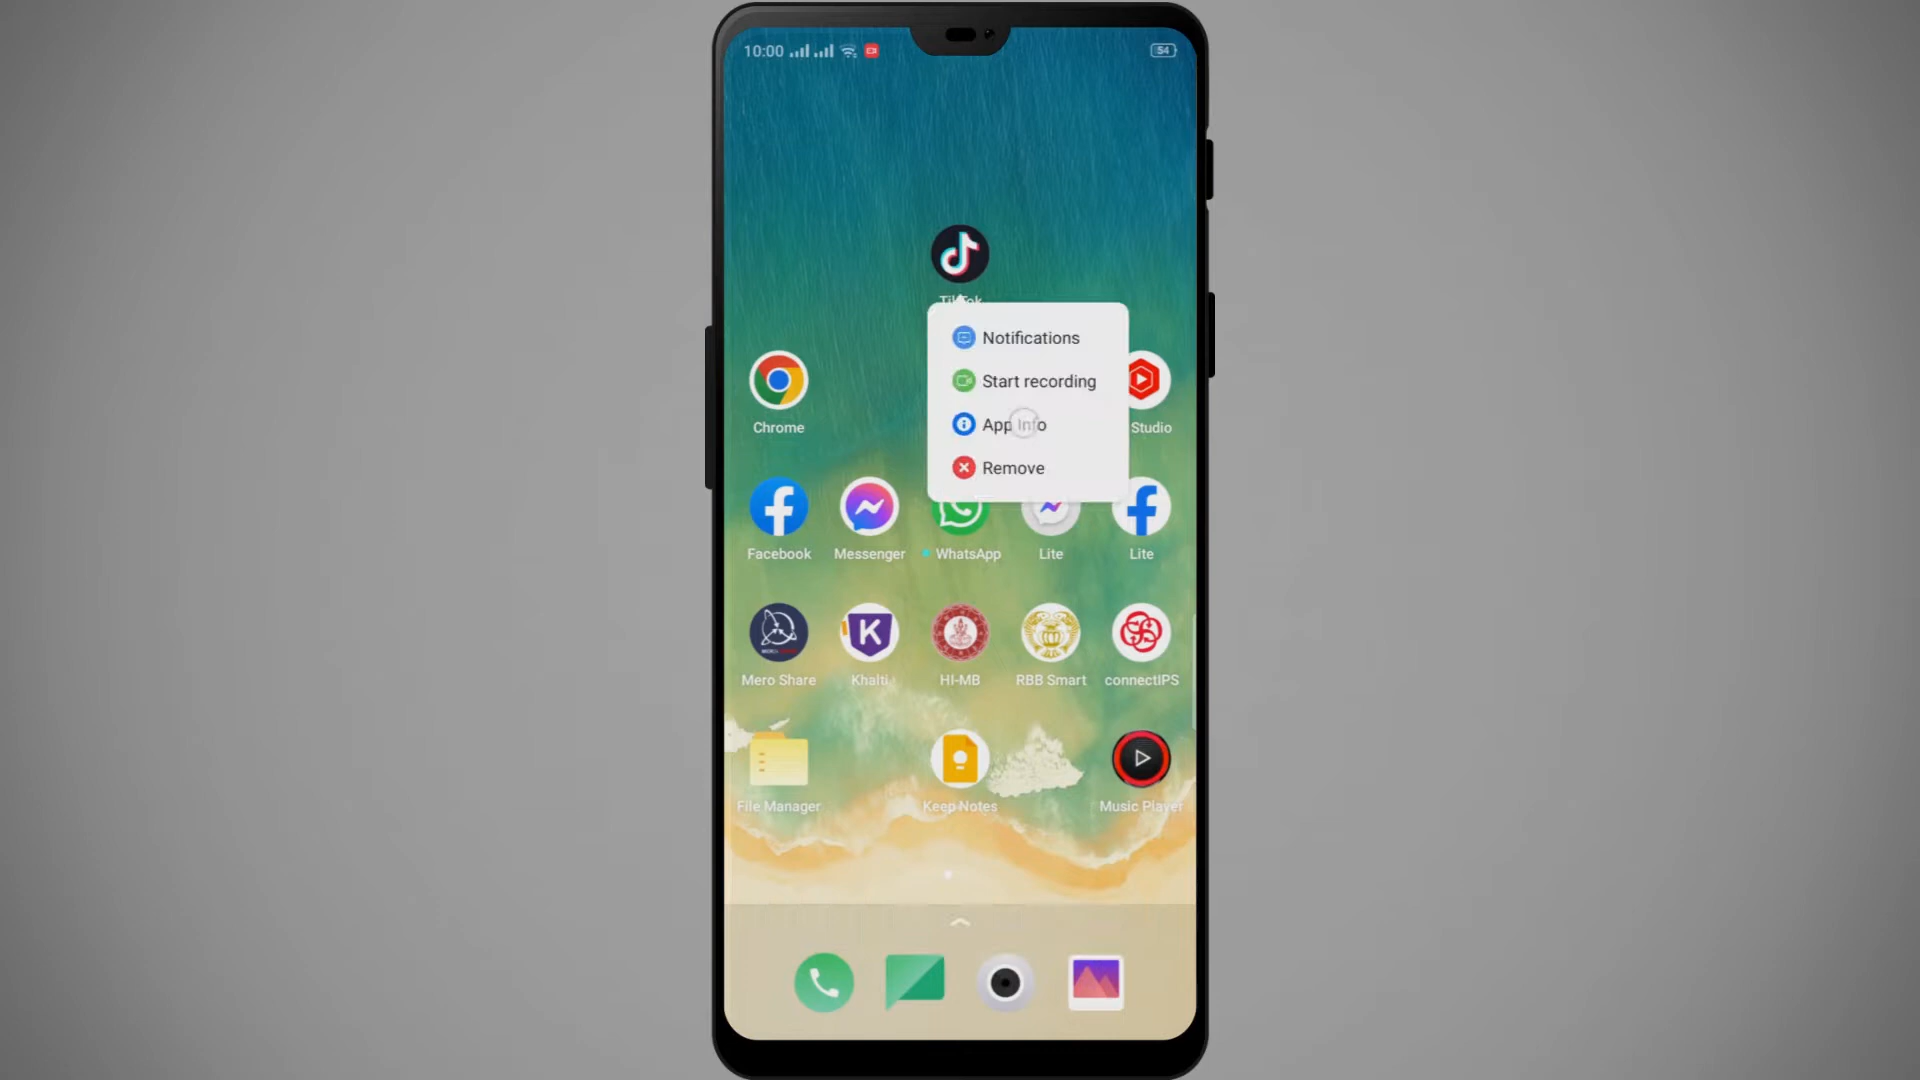 10:00
54
TikTok
Notifications
Start recording
App Info
Remove
Chrome
Studio
Facebook
Messenger
WhatsApp
Lite
Lite
Mero Share
Khalti
HI-MB
RBB Smart
connectIPS
File Manager
Keep Notes
Music Player